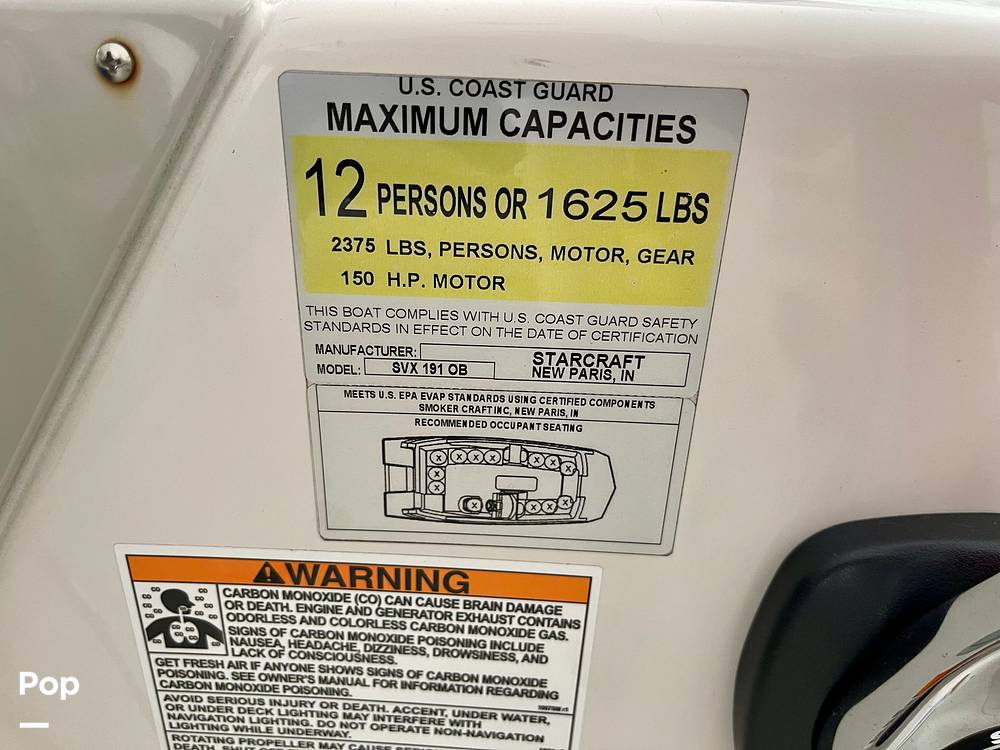 U.S. COAST GUARD
MAXIMUM CAPACITIES
12 PERSONS OR 1625 LBS
2375 LBS, PERSONS, MOTOR, GEAR
150 H.P. MOTOR
THIS BOAT COMPLIES WITH U.S. COAST GUARD SAFETY
STANDARDS IN EFFECT ON THE DATE OF CERTIFICATION
MANUFACTURER: STARCRAFT
MODEL: SVX 191 OB NEW PARIS, IN
MEETS U.S. EPA EVAP STANDARDS USING CERTIFIED COMPONENTS
SMOKER CRAFT INC, NEW PARIS, IN
RECOMMENDED OCCUPANT SEATING
WARNING
CARBON MONOXIDE (CO) CAN CAUSE BRAIN DAMAGE
OR DEATH. ENGINE AND GENERATOR EXHAUST CONTAINS
ODORLESS AND COLORLESS CARBON MONOXIDE GAS.
SIGNS OF CARBON MONOXIDE POISONING INCLUDE
NAUSEA, HEADACHE, DIZZINESS, DROWSINESS, AND
LACK OF CONSCIOUSNESS.
GET FRESH AIR IF ANYONE SHOWS SIGNS OF CARBON MONOXIDE
POISONING. SEE OWNER'S MANUAL FOR INFORMATION REGARDING
CARBON MONOXIDE POISONING.
AVOID SERIOUS INJURY OR DEATH. ACCENT, UNDER WATER,
OR UNDER DECK LIGHTING MAY INTERFERE WITH
NAVIGATION LIGHTING. DO NOT OPERATE NON-NAVIGATION
LIGHTING WHILE UNDERWAY.
ROTATING PROPELLER MAY CAUSE
Pop